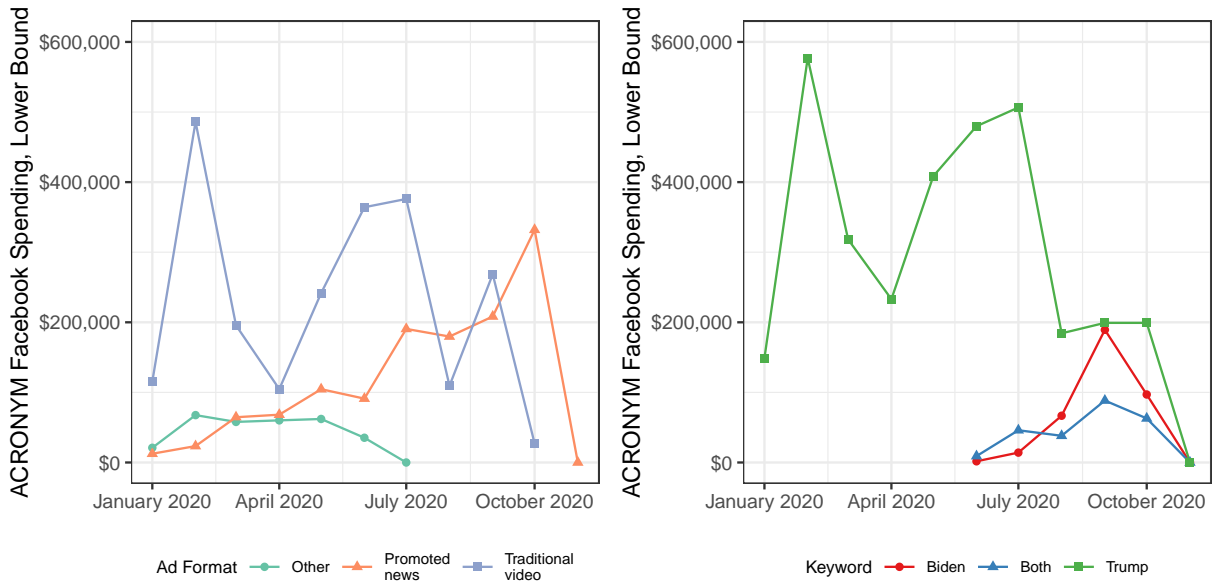 ACRONYM Facebook Spending, Lower Bound
$600,000
$400,000
$200,000
$0
January 2020
April 2020
July 2020
October 2020
Ad Format
Other
Promoted
news
Traditional
video
ACRONYM Facebook Spending, Lower Bound
$600,000
$400,000
$200,000
$0
January 2020
April 2020
July 2020
October 2020
Keyword
Biden
Both
Trump